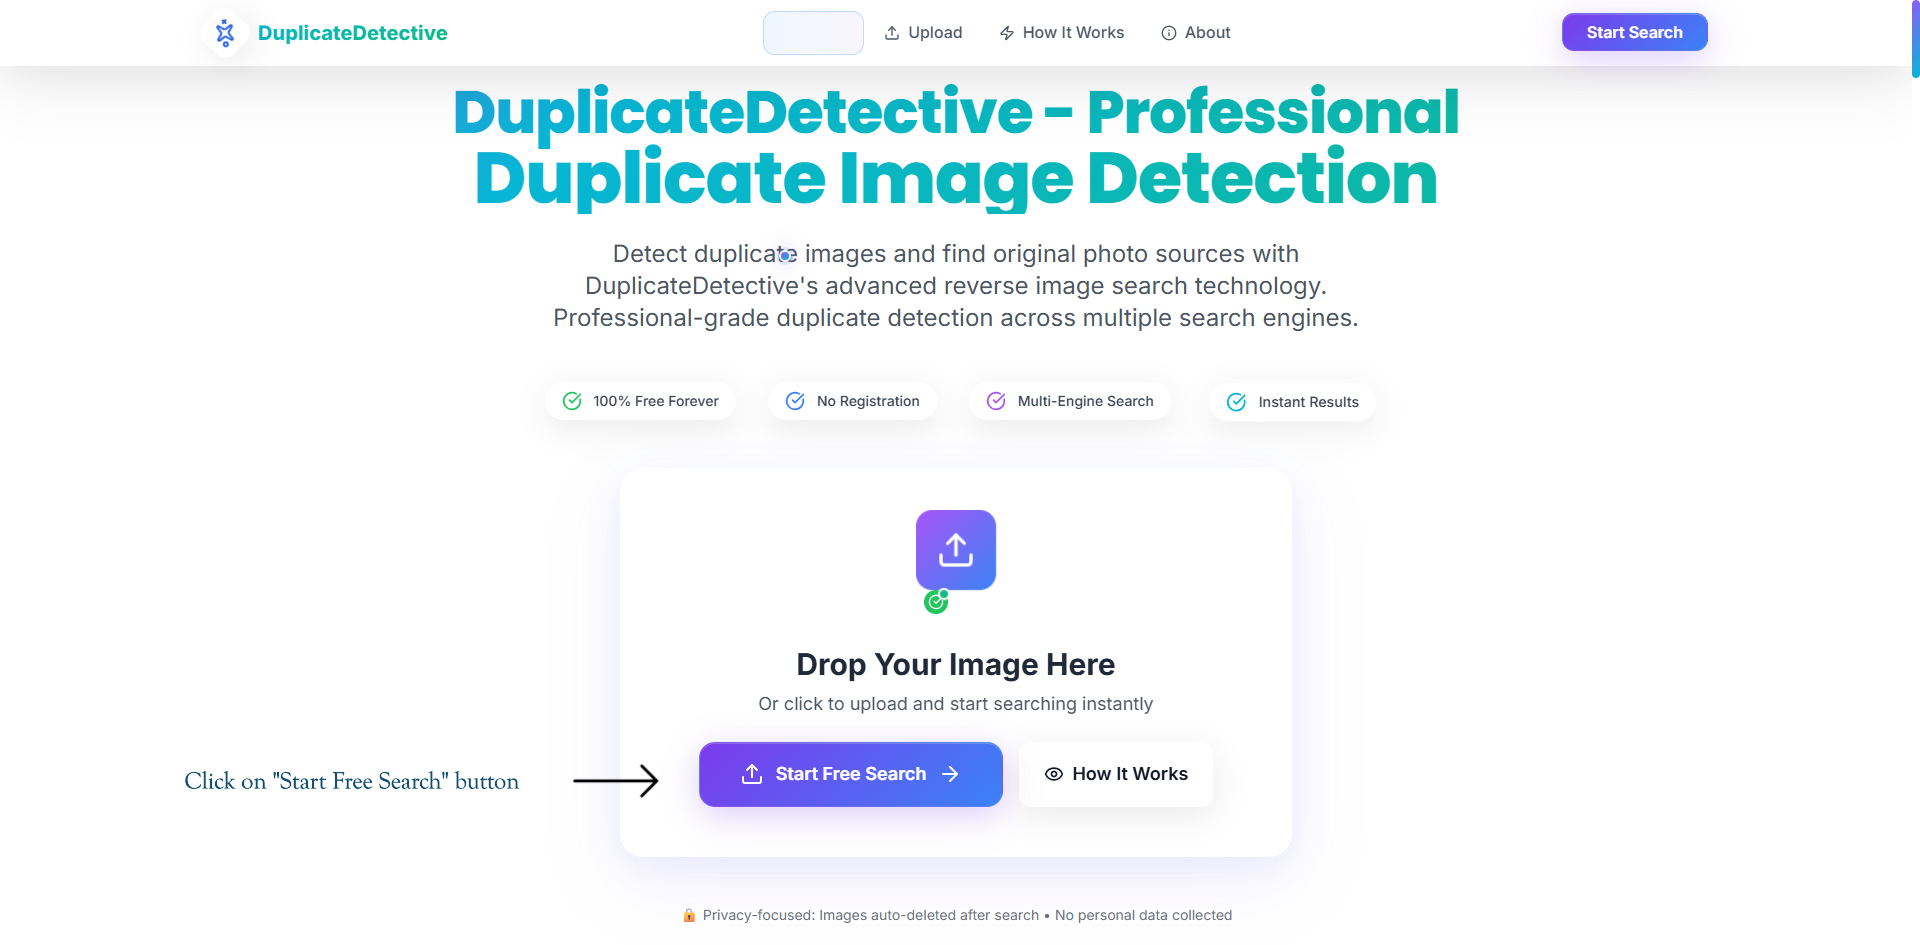 DuplicateDetective
Upload
How It Works
About
Start Search
DuplicateDetective - Professional
Duplicate Image Detection
Detect duplicate images and find original photo sources with
DuplicateDetective's advanced reverse image search technology.
Professional-grade duplicate detection across multiple search engines.
100% Free Forever
No Registration
Multi-Engine Search
Instant Results
Drop Your Image Here
Or click to upload and start searching instantly
Click on "Start Free Search" button
Start Free Search
How It Works
Privacy-focused: Images auto-deleted after search • No personal data collected